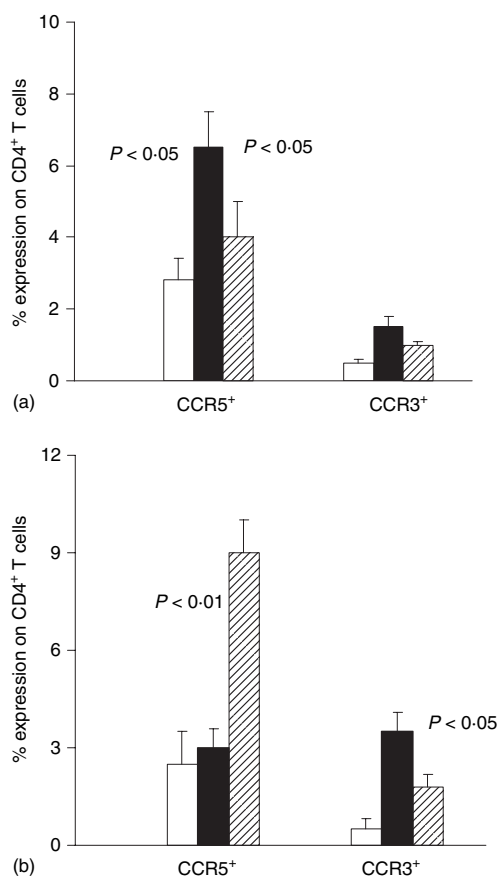 10
8
6
4
2
0
% expression on CD4⁺ T cells
P < 0·05
P < 0·05
(a)
CCR5⁺
CCR3⁺
12
9
6
3
0
% expression on CD4⁺ T cells
P < 0·01
P < 0·05
(b)
CCR5⁺
CCR3⁺